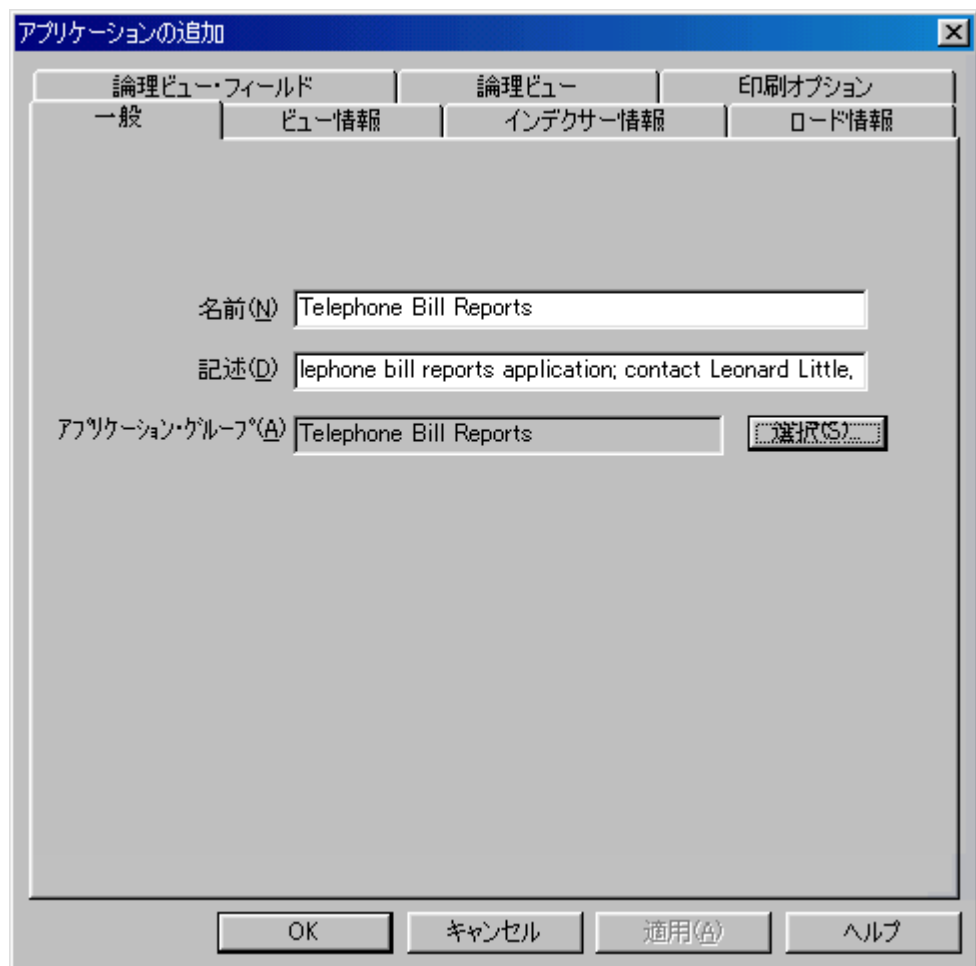 アプリケーションの追加
論理ビュー・フィールド 論理ビュー 印刷オプション
一般 ビュー情報 インデクサー情報 ロード情報
名前(N) Telephone Bill Reports
記述(D) lephone bill reports application; contact Leonard Little,
アプリケーション・グループ(A) Telephone Bill Reports 選択(S)...
OK キャンセル 適用(A) ヘルプ